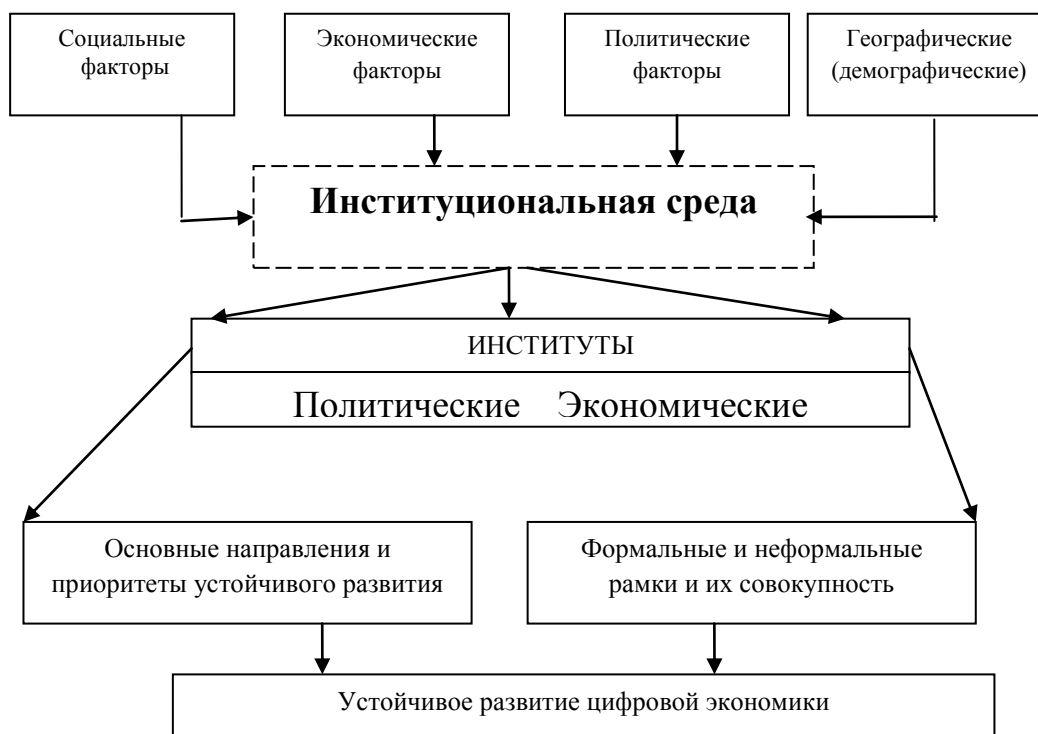 Социальные
факторы
Экономические
факторы
Политические
факторы
Географические
(демографические)
Институциональная среда
ИНСТИТУТЫ
Политические Экономические
Основные направления и
приоритеты устойчивого развития
Формальные и неформальные
рамки и их совокупность
Устойчивое развитие цифровой экономики